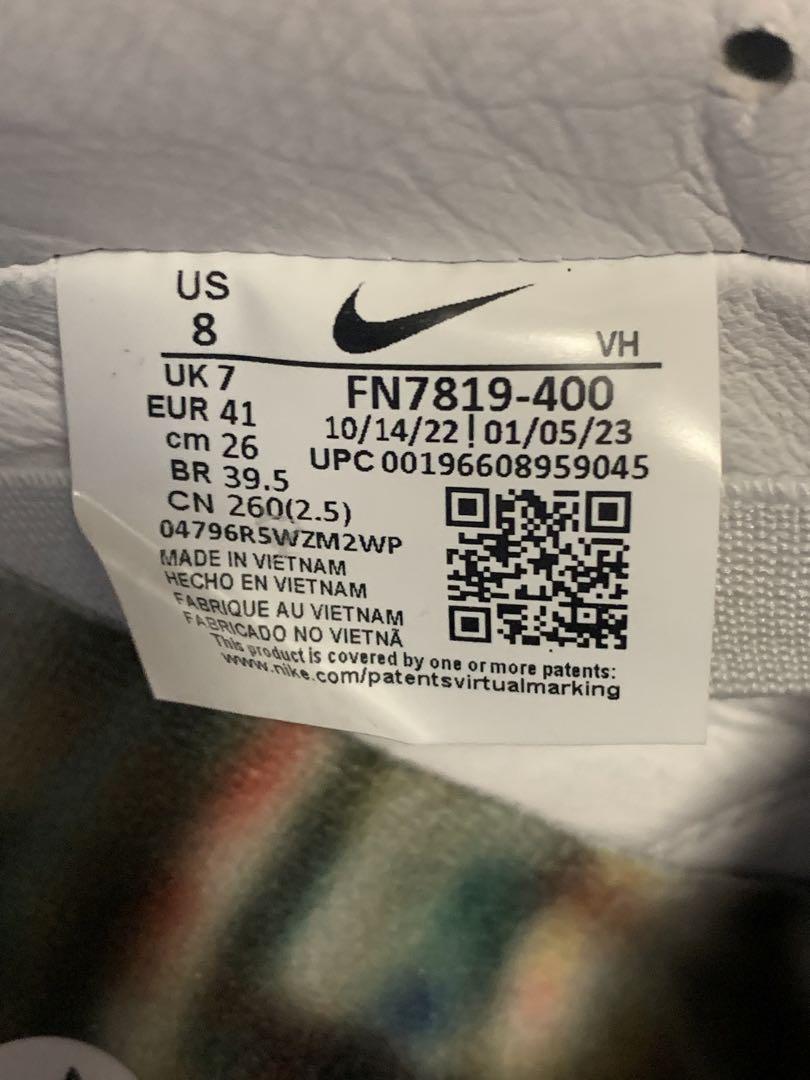 US
8
VH
UK 7
FN7819-400
EUR 41
10/14/22 | 01/05/23
cm 26
UPC 00196608959045
BR 39.5
CN 260(2.5)
04796R5WZM2WP
MADE IN VIETNAM
HECHO EN VIETNAM
FABRIQUE AU VIETNAM
FABRICADO NO VIETNÃ
This product is covered by one or more patents:
www.nike.com/patentsvirtualmarking